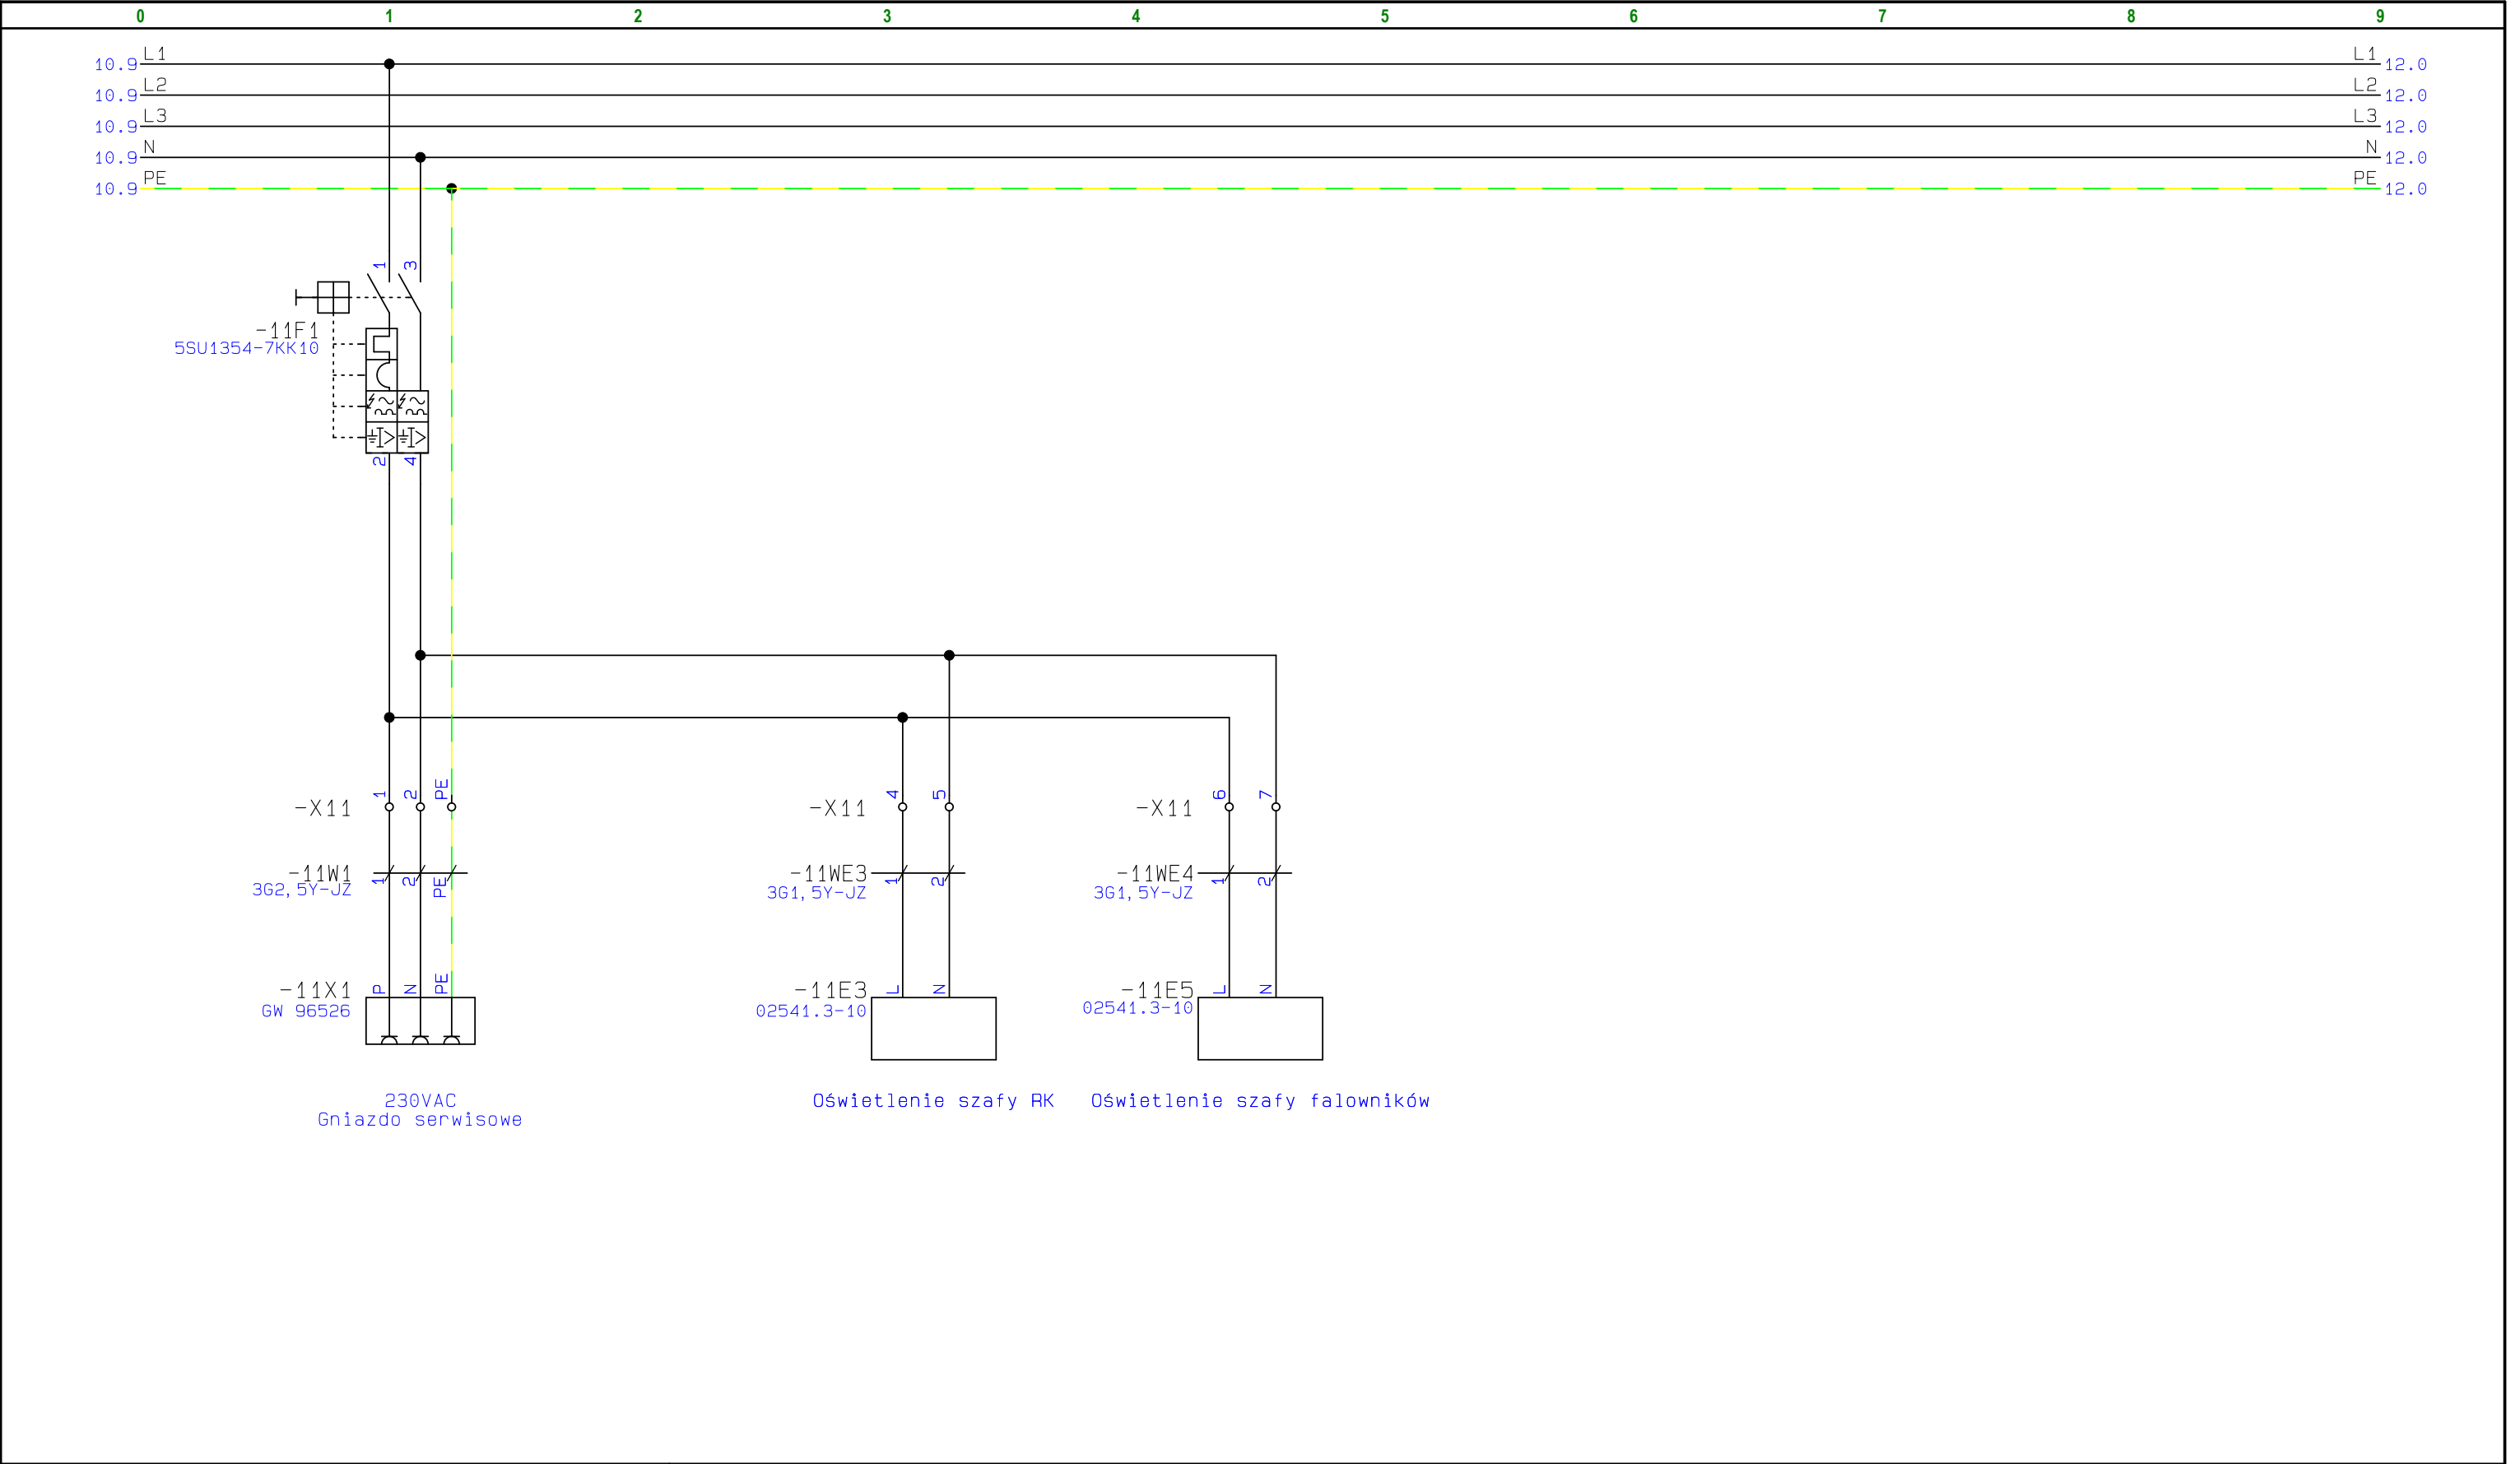 0 1 2 3 4 5 6 7 8 9
10.9 L1 L1 12.0
10.9 L2 L2 12.0
10.9 L3 L3 12.0
10.9 N N 12.0
10.9 PE PE 12.0
1 3
-11F1
5SU1354-7KK10
2 4
-X11 1 2 PE
-X11 4 5
-X11 6 7
-11W1 1 2 PE
3G2,5Y-JZ
-11WE3 1 2
3G1,5Y-JZ
-11WE4 1 2
3G1,5Y-JZ
-11X1 P N PE
GW 96526
-11E3 L N
02541.3-10
-11E5 L N
02541.3-10
230VAC
Gniazdo serwisowe
Oświetlenie szafy RK
Oświetlenie szafy falowników